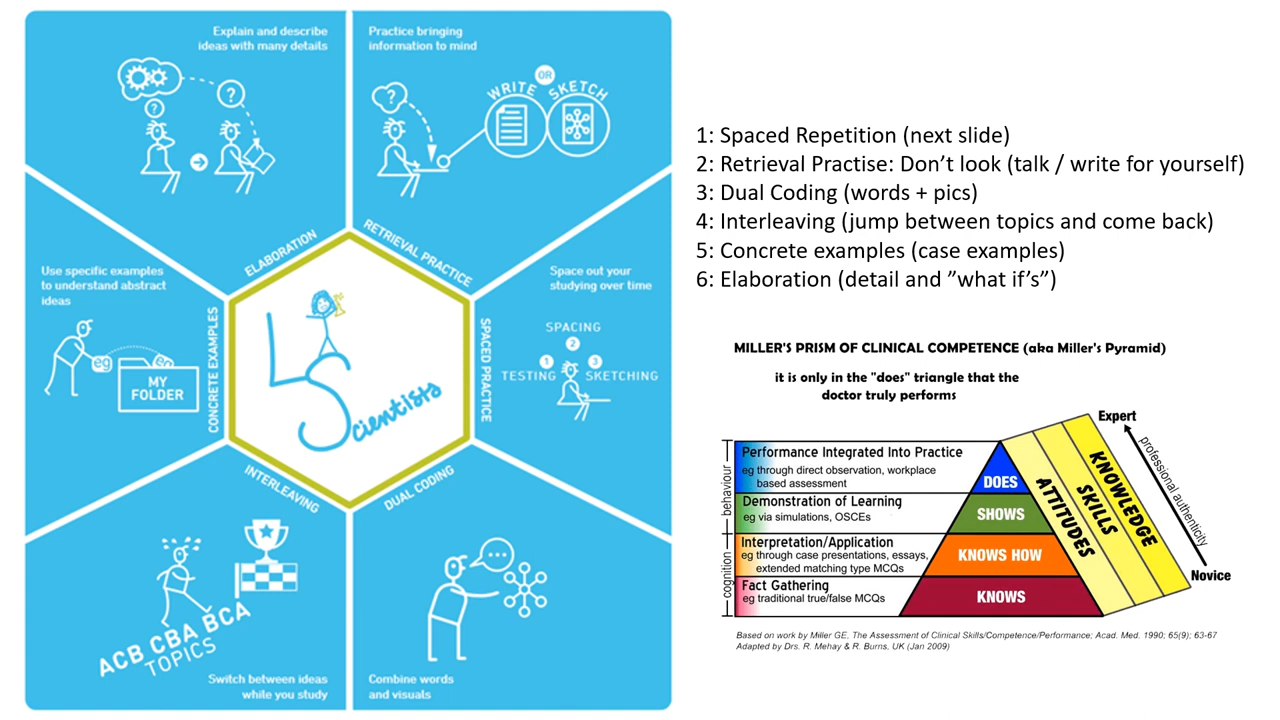 Explain and describe
ideas with many details
?
?
?
ELABORATION
Practice bringing
information to mind
?
WRITE OR SKETCH
RETRIEVAL PRACTICE
Use specific examples
to understand abstract
ideas
eg
eg
MY
FOLDER
CONCRETE EXAMPLES
LS
Scientists
Space out your
studying over time
SPACING
2
1
3
TESTING
SKETCHING
SPACED PRACTICE
INTERLEAVING
ACB CBA BCA
TOPICS
Switch between ideas
while you study
DUAL CODING
Combine words
and visuals
1: Spaced Repetition (next slide)
2: Retrieval Practise: Don’t look (talk / write for yourself)
3: Dual Coding (words + pics)
4: Interleaving (jump between topics and come back)
5: Concrete examples (case examples)
6: Elaboration (detail and ”what if’s”)
MILLER'S PRISM OF CLINICAL COMPETENCE (aka Miller's Pyramid)
it is only in the "does" triangle that the
doctor truly performs
behaviour
cognition
Performance Integrated Into Practice
eg through direct observation, workplace
based assessment
DOES
Demonstration of Learning
eg via simulations, OSCEs
SHOWS
Interpretation/Application
eg through case presentations, essays,
extended matching type MCQs
KNOWS HOW
Fact Gathering
eg traditional true/false MCQs
KNOWS
ATTITUDES
SKILLS
KNOWLEDGE
Expert
professional authenticity
Novice
Based on work by Miller GE, The Assessment of Clinical Skills/Competence/Performance; Acad. Med. 1990; 65(9); 63-67
Adapted by Drs. R. Mehay & R. Burns, UK (Jan 2009)